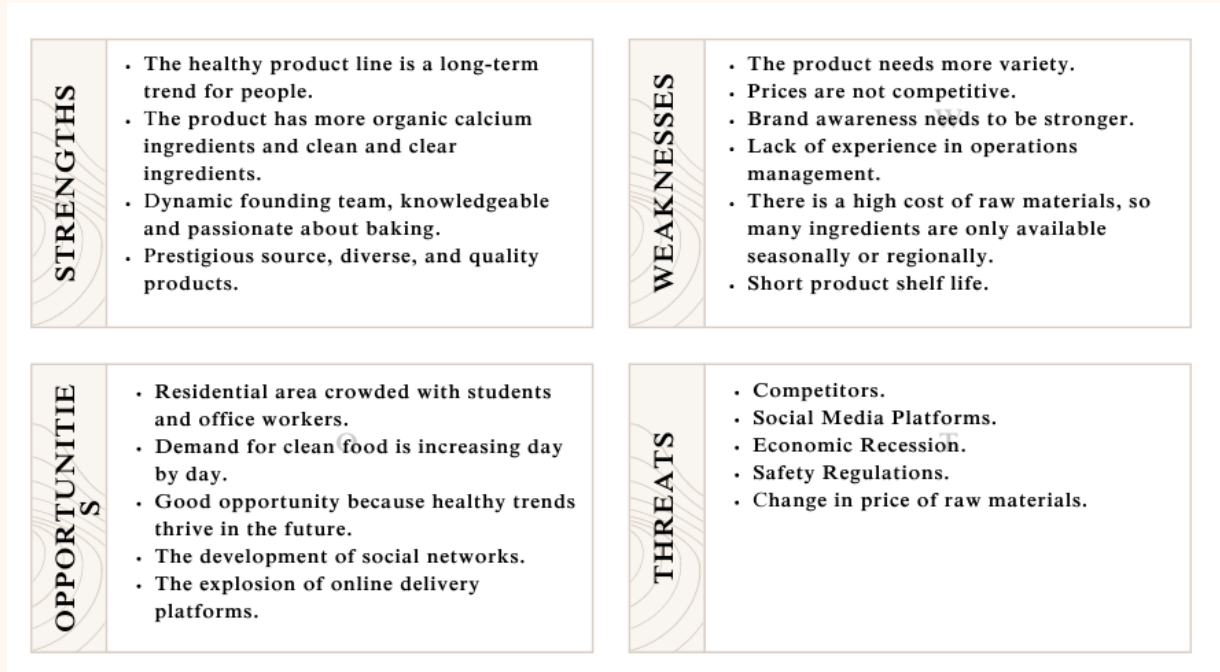 STRENGTHS
• The healthy product line is a long-term
trend for people.
• The product has more organic calcium
ingredients and clean and clear
ingredients.
• Dynamic founding team, knowledgeable
and passionate about baking.
• Prestigious source, diverse, and quality
products.
WEAKNESSES
• The product needs more variety.
• Prices are not competitive.
W
• Brand awareness needs to be stronger.
• Lack of experience in operations
management.
• There is a high cost of raw materials, so
many ingredients are only available
seasonally or regionally.
• Short product shelf life.
OPPORTUNITIE
S
• Residential area crowded with students
and office workers.
O
• Demand for clean food is increasing day
by day.
• Good opportunity because healthy trends
thrive in the future.
• The development of social networks.
• The explosion of online delivery
platforms.
THREATS
• Competitors.
• Social Media Platforms.
T
• Economic Recession.
• Safety Regulations.
• Change in price of raw materials.